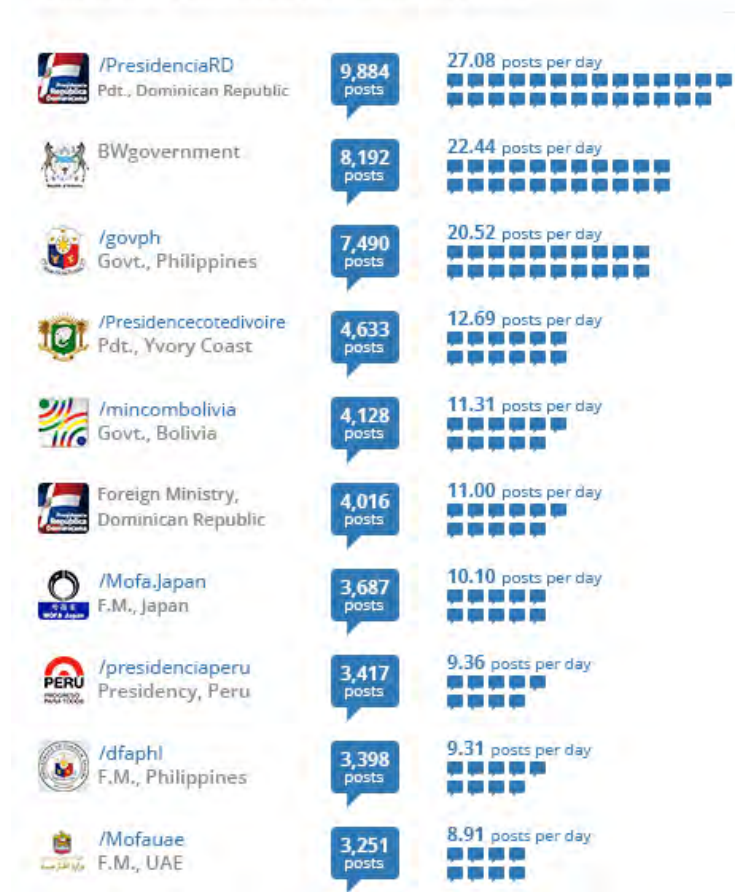 /PresidenciaRD
Pdt., Dominican Republic
9,884
posts
27.08 posts per day
BWgovernment
8,192
posts
22.44 posts per day
/govph
Govt., Philippines
7,490
posts
20.52 posts per day
/Presidencecotedivoire
Pdt., Yvory Coast
4,633
posts
12.69 posts per day
/mincombolivia
Govt., Bolivia
4,128
posts
11.31 posts per day
Foreign Ministry,
Dominican Republic
4,016
posts
11.00 posts per day
/Mofa.Japan
F.M., Japan
3,687
posts
10.10 posts per day
PERÚ
PROGRESO
PARA TODOS
/presidenciaperu
Presidency, Peru
3,417
posts
9.36 posts per day
/dfaphl
F.M., Philippines
3,398
posts
9.31 posts per day
/Mofauae
F.M., UAE
3,251
posts
8.91 posts per day